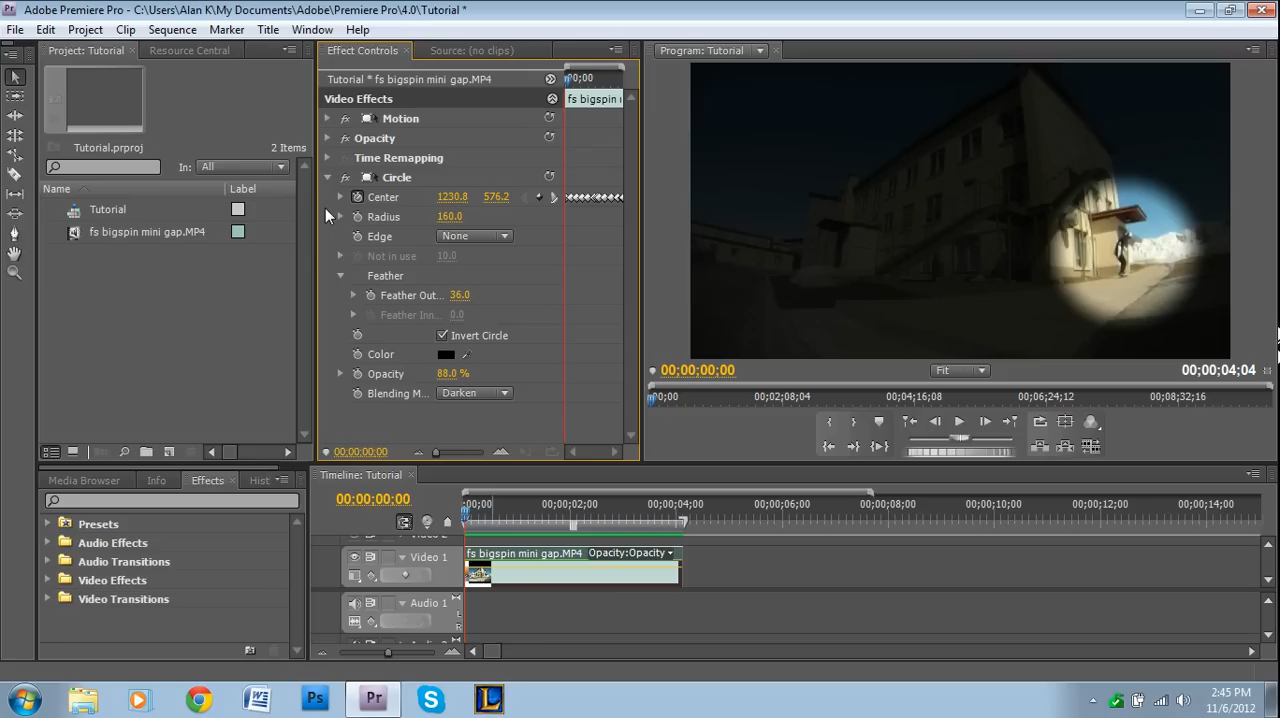 Adobe Premiere Pro - C:\Users\Alan K\My Documents\Adobe\Premiere Pro\4.0\Tutorial *
File Edit Project Clip Sequence Marker Title Window Help
Project: Tutorial Resource Central
Effect Controls Source: (no clips)
Program: Tutorial
Tutorial * fs bigspin mini gap.MP4
Video Effects
fs bigspin
Motion
Opacity
Time Remapping
Circle
Center 1230.8 576.2
Radius 160.0
Edge None
Not in use 10.0
Feather
Feather Out... 36.0
Feather Inn... 0.0
Invert Circle
Color
Opacity 88.0 %
Blending M... Darken
00;00;00;00
Tutorial.prproj
2 Items
In: All
Name Label
Tutorial
fs bigspin mini gap.MP4
00;00;00;00 Fit 00;00;04;04
00;00 00;02;08;04 00;04;16;08 00;06;24;12 00;08;32;16
Media Browser Info Effects Hist
Presets
Audio Effects
Audio Transitions
Video Effects
Video Transitions
Timeline: Tutorial
00;00;00;00
00;00;02;00 00;00;04;00 00;00;06;00 00;00;08;00 00;00;10;00 00;00;12;00 00;00;14;00
Video 1
fs bigspin mini gap.MP4 Opacity:Opacity
Audio 1
Ps Pr
2:45 PM
11/6/2012